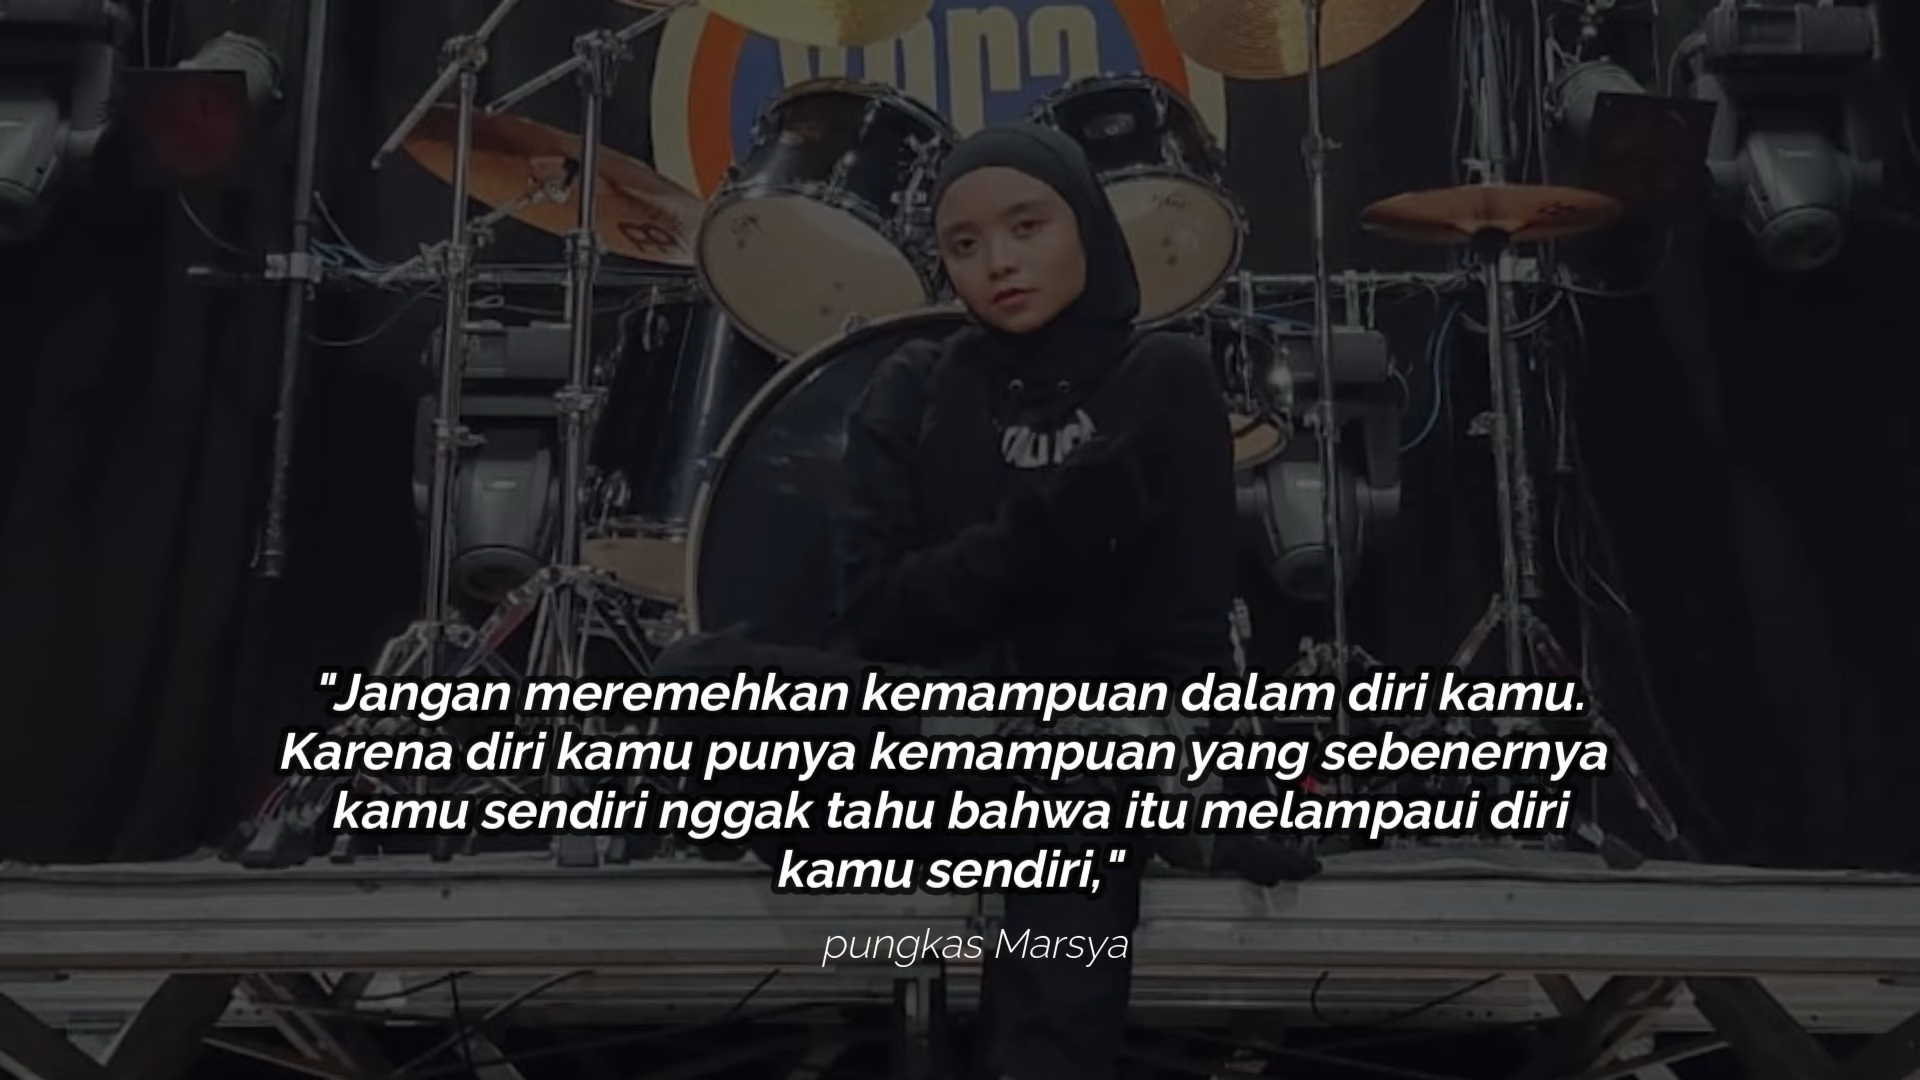 "Jangan meremehkan kemampuan dalam diri kamu.
Karena diri kamu punya kemampuan yang sebenernya
kamu sendiri nggak tahu bahwa itu melampaui diri
kamu sendiri,"
pungkas Marsya